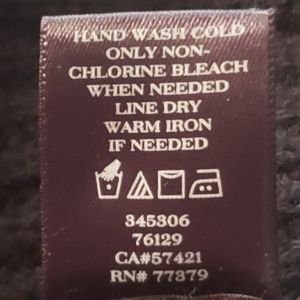 HAND WASH COLD
ONLY NON-
CHLORINE BLEACH
WHEN NEEDED
LINE DRY
WARM IRON
IF NEEDED
345306
76129
CA#57421
RN# 77879